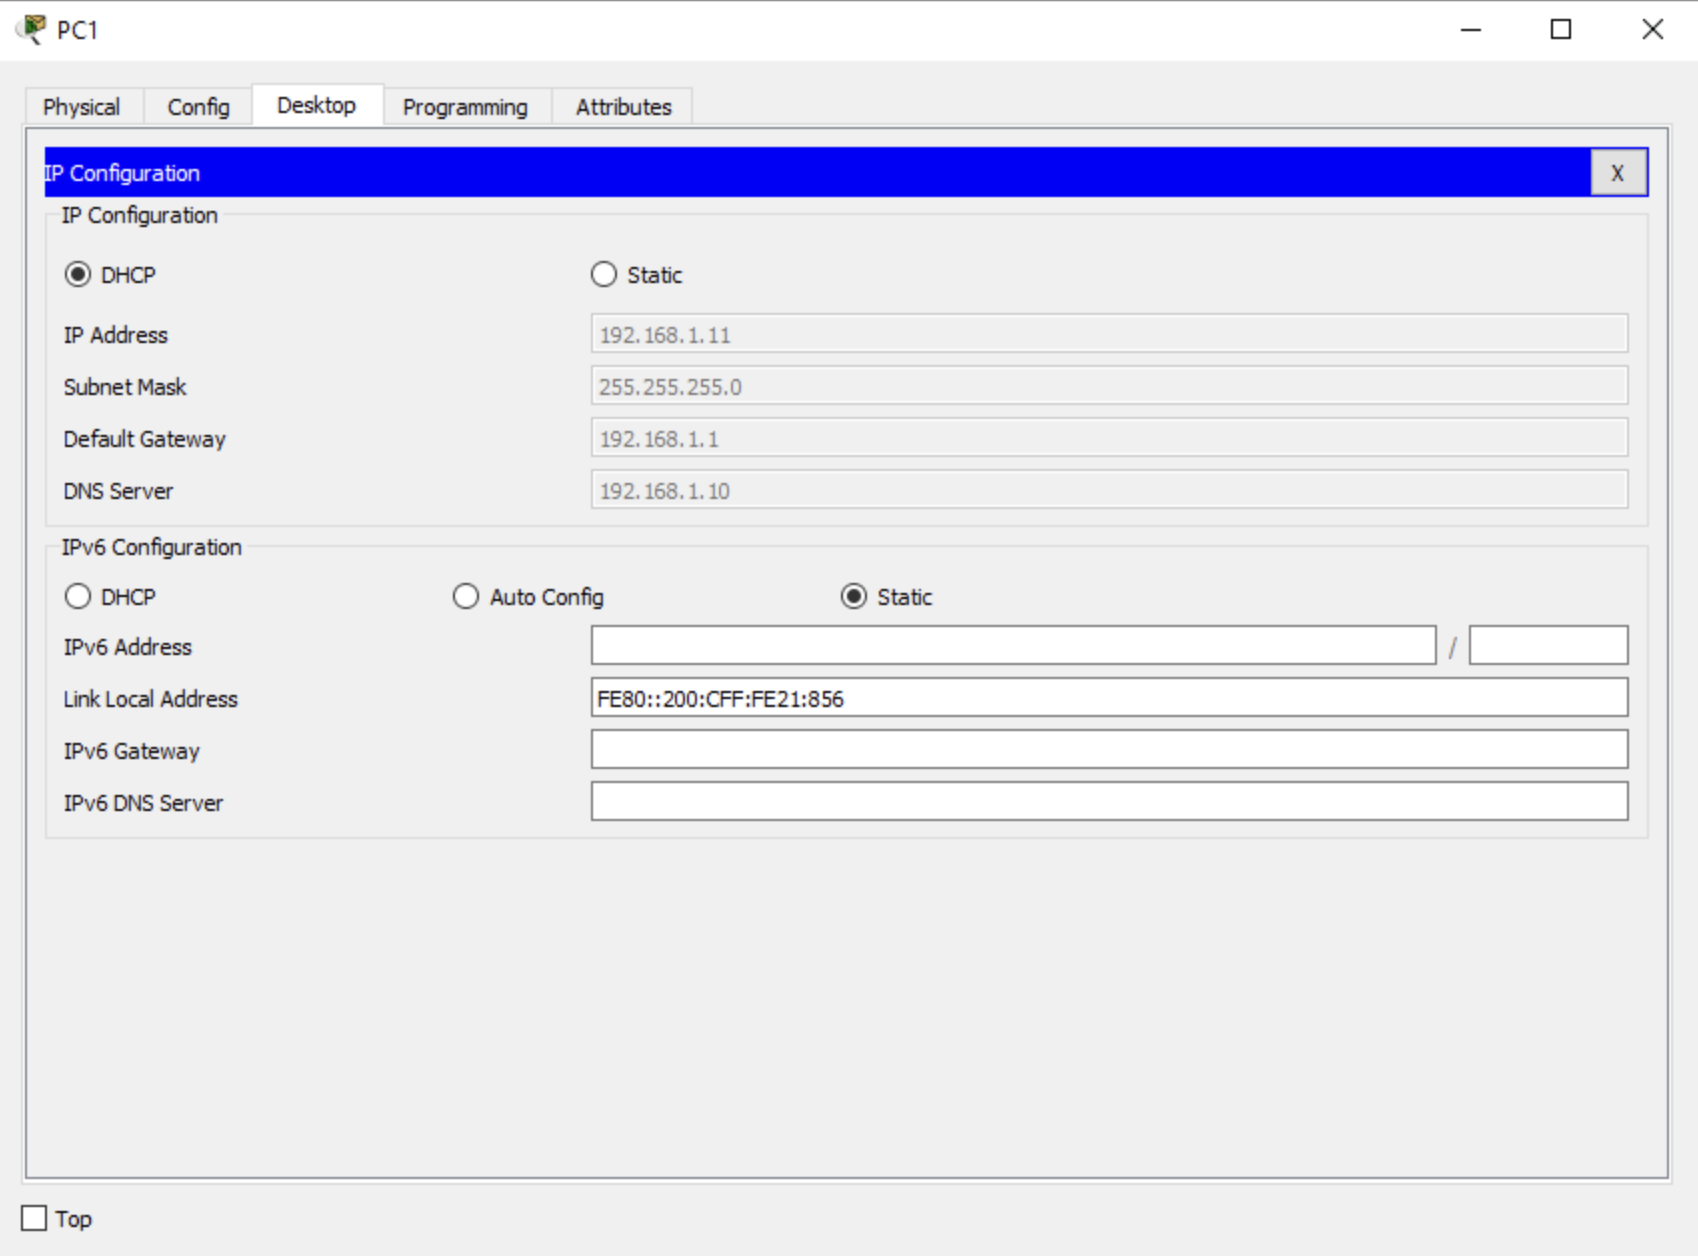 PC1
Physical Config Desktop Programming Attributes
IP Configuration X
IP Configuration
DHCP Static
IP Address 192.168.1.11
Subnet Mask 255.255.255.0
Default Gateway 192.168.1.1
DNS Server 192.168.1.10
IPv6 Configuration
DHCP Auto Config Static
IPv6 Address /
Link Local Address FE80::200:CFF:FE21:856
IPv6 Gateway
IPv6 DNS Server
Top